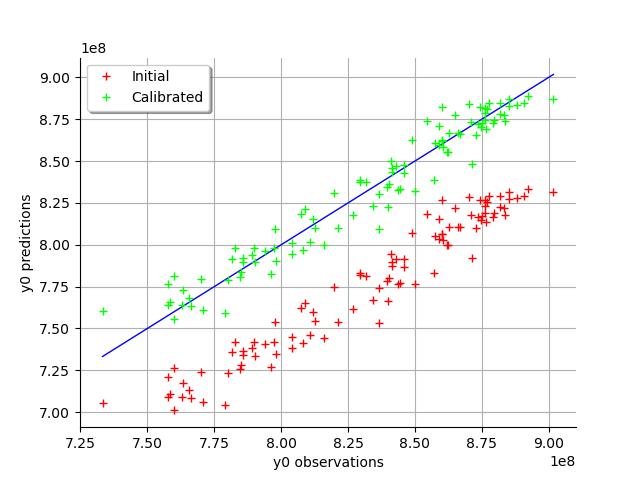 1e8
Initial
Calibrated
9.00
8.75
8.50
8.25
8.00
7.75
7.50
7.25
7.00
y0 predictions
7.25 7.50 7.75 8.00 8.25 8.50 8.75 9.00
y0 observations
1e8